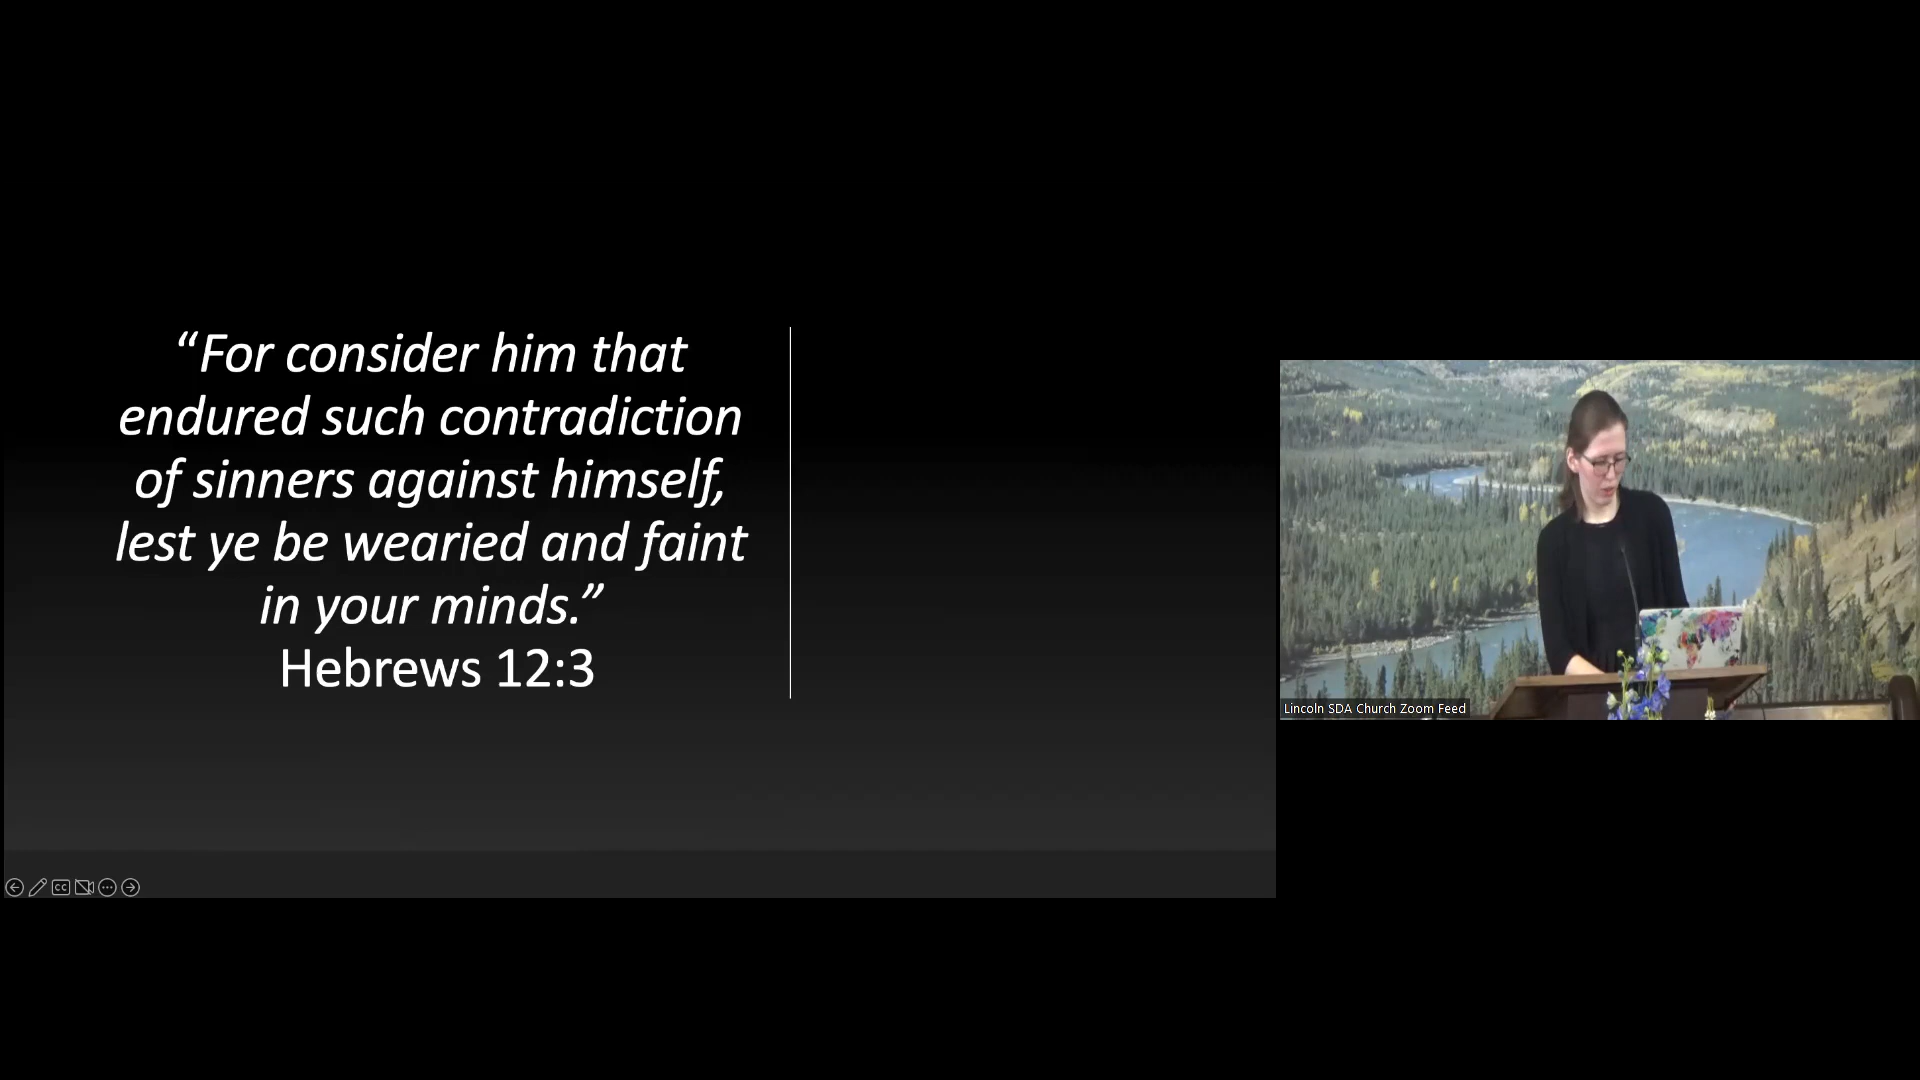 “For consider him that
endured such contradiction
of sinners against himself,
lest ye be wearied and faint
in your minds.”
Hebrews 12:3
Lincoln SDA Church Zoom Feed
CC